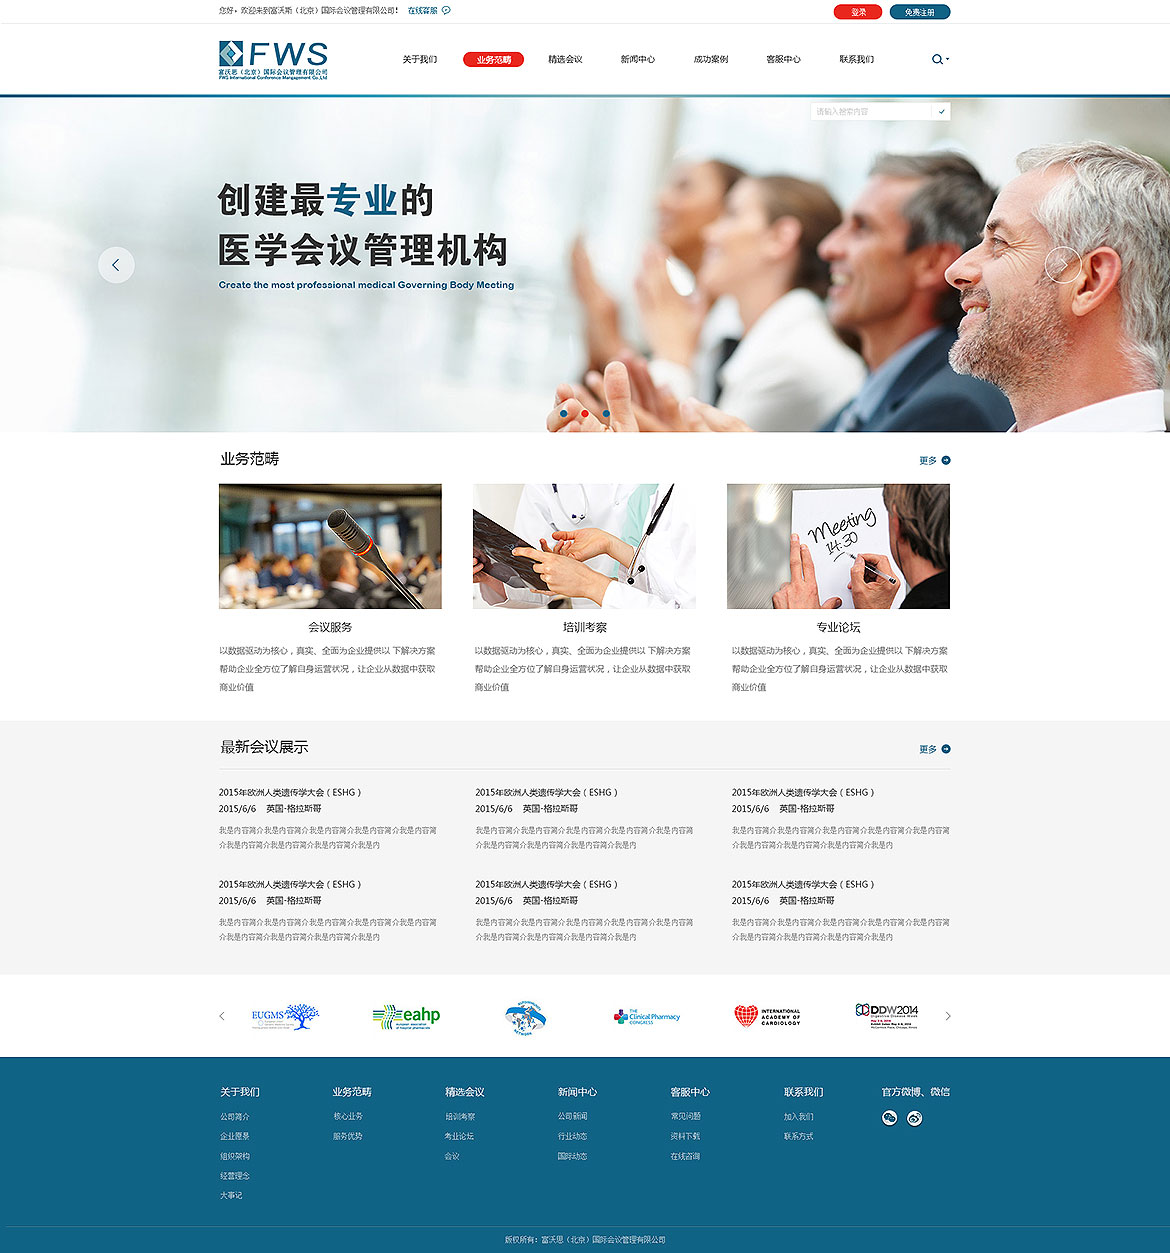 您好，欢迎来到富沃斯（北京）国际会议管理有限公司！ 在线客服
登录 免费注册
FWS
富沃思（北京）国际会议管理有限公司
FWS International Conference Management Co.,Ltd
关于我们 业务范畴 精选会议 新闻中心 成功案例 客服中心 联系我们
请输入搜索内容
创建最专业的
医学会议管理机构
Create the most professional medical Governing Body Meeting
业务范畴 更多
Meeting
14:30
会议服务 培训考察 专业论坛
以数据驱动为核心，真实、全面为企业提供以 下解决方案 以数据驱动为核心，真实、全面为企业提供以 下解决方案 以数据驱动为核心，真实、全面为企业提供以 下解决方案
帮助企业全方位了解自身运营状况，让企业从数据中获取 帮助企业全方位了解自身运营状况，让企业从数据中获取 帮助企业全方位了解自身运营状况，让企业从数据中获取
商业价值 商业价值 商业价值
最新会议展示 更多
2015年欧洲人类遗传学大会（ESHG） 2015年欧洲人类遗传学大会（ESHG） 2015年欧洲人类遗传学大会（ESHG）
2015/6/6 英国-格拉斯哥 2015/6/6 英国-格拉斯哥 2015/6/6 英国-格拉斯哥
我是内容简介我是内容简介我是内容简介我是内容简介我是内容简 我是内容简介我是内容简介我是内容简介我是内容简介我是内容简 我是内容简介我是内容简介我是内容简介我是内容简介我是内容简
介我是内容简介我是内容简介我是内容简介我是内 介我是内容简介我是内容简介我是内容简介我是内 介我是内容简介我是内容简介我是内容简介我是内
2015年欧洲人类遗传学大会（ESHG） 2015年欧洲人类遗传学大会（ESHG） 2015年欧洲人类遗传学大会（ESHG）
2015/6/6 英国-格拉斯哥 2015/6/6 英国-格拉斯哥 2015/6/6 英国-格拉斯哥
我是内容简介我是内容简介我是内容简介我是内容简介我是内容简 我是内容简介我是内容简介我是内容简介我是内容简介我是内容简 我是内容简介我是内容简介我是内容简介我是内容简介我是内容简
介我是内容简介我是内容简介我是内容简介我是内 介我是内容简介我是内容简介我是内容简介我是内 介我是内容简介我是内容简介我是内容简介我是内
EUGMS
eahp
european association
of hospital pharmacists
NETWORK
THE
Clinical Pharmacy
CONGRESS
INTERNATIONAL
ACADEMY OF
CARDIOLOGY
DDW2014
Digestive Disease Week
关于我们 业务范畴 精选会议 新闻中心 客服中心 联系我们 官方微博、微信
公司简介 核心业务 培训考察 公司新闻 常见问题 加入我们
企业愿景 服务优势 考业论坛 行业动态 资料下载 联系方式
组织架构 会议 国际动态 在线咨询
经营理念
大事记
版权所有：富沃思（北京）国际会议管理有限公司